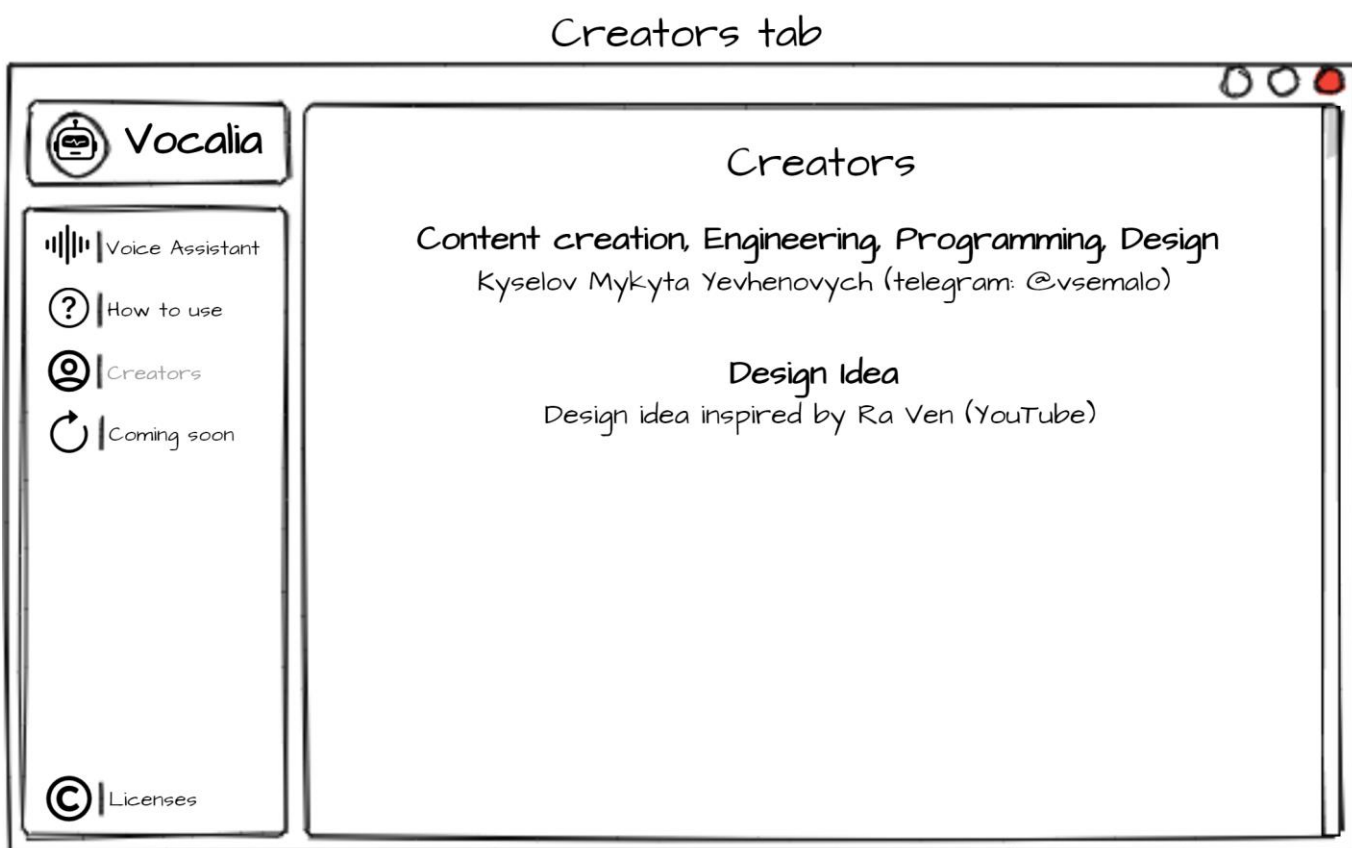 Creators tab
Vocalia
Voice Assistant
How to use
Creators
Coming soon
Licenses
Creators
Content creation, Engineering, Programming, Design
Kyselov Mykyta Yevhenovych (telegram: @vsemalo)
Design Idea
Design idea inspired by Ra Ven (YouTube)